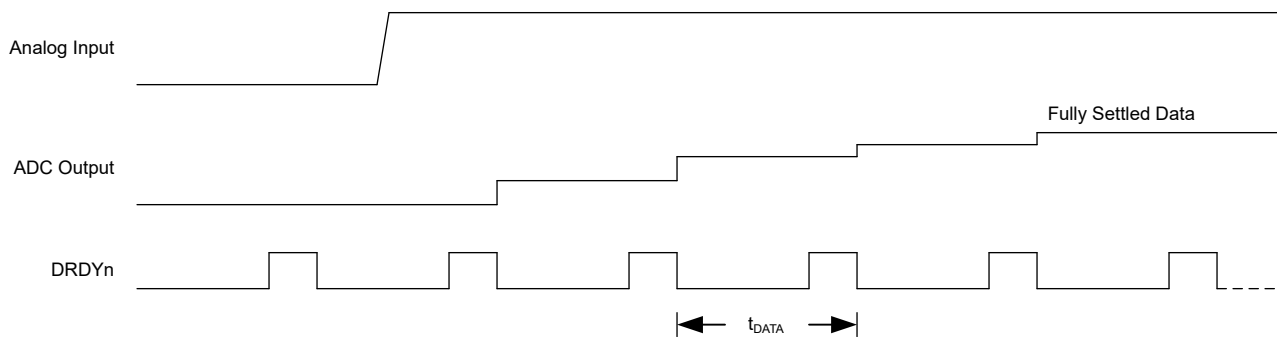 Analog Input
Fully Settled Data
ADC Output
DRDYn
tDATA